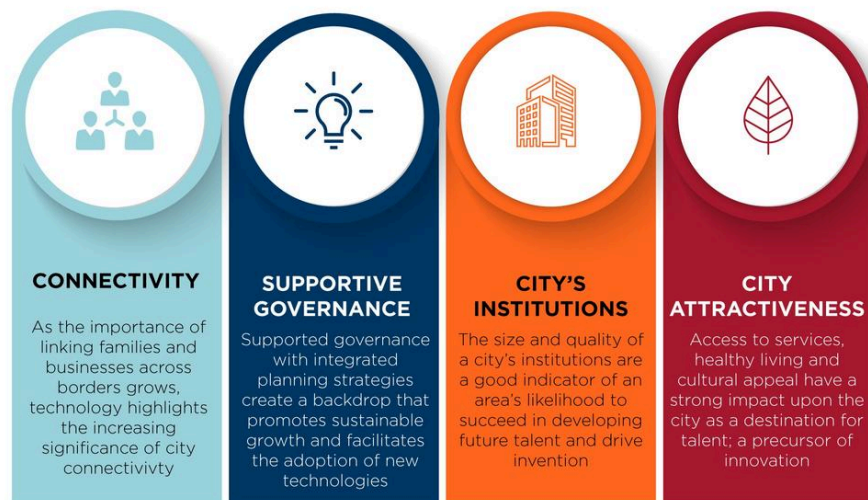 CONNECTIVITY
As the importance of
linking families and
businesses across
borders grows,
technology highlights
the increasing
significance of city
connectivivty
SUPPORTIVE
GOVERNANCE
Supported governance
with integrated
planning strategies
create a backdrop that
promotes sustainable
growth and facilitates
the adoption of new
technologies
CITY'S
INSTITUTIONS
The size and quality of
a city's institutions are
a good indicator of an
area's likelihood to
succeed in developing
future talent and drive
invention
CITY
ATTRACTIVENESS
Access to services,
healthy living and
cultural appeal have a
strong impact upon the
city as a destination for
talent; a precursor of
innovation